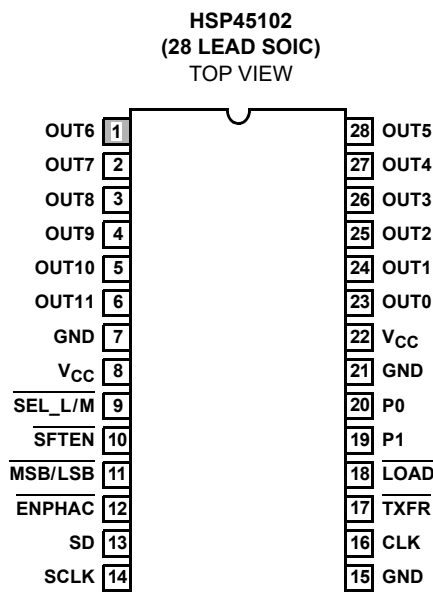 HSP45102
(28 LEAD SOIC)
TOP VIEW
OUT6 1 28 OUT5
OUT7 2 27 OUT4
OUT8 3 26 OUT3
OUT9 4 25 OUT2
OUT10 5 24 OUT1
OUT11 6 23 OUT0
GND 7 22 VCC
VCC 8 21 GND
SEL_L/M 9 20 P0
SFTEN 10 19 P1
MSB/LSB 11 18 LOAD
ENPHAC 12 17 TXFR
SD 13 16 CLK
SCLK 14 15 GND